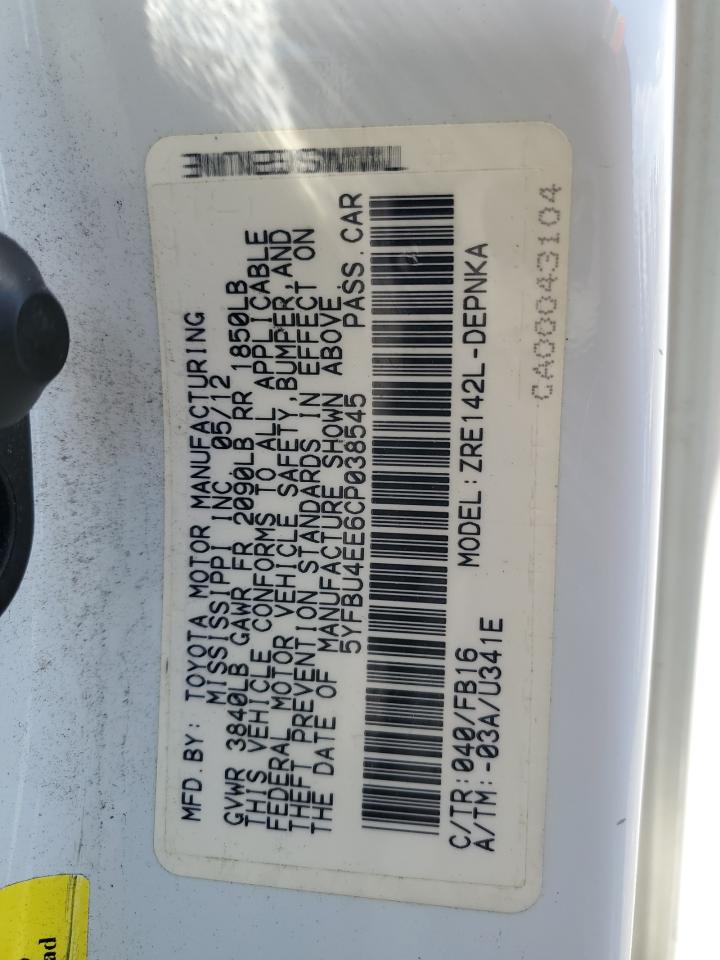 MFD.BY: TOYOTA MOTOR MANUFACTURING
MISSISSIPPI INC 05/12
GVWR 3840LB GAWR FR 2090LB RR 1850LB
THIS VEHICLE CONFORMS TO ALL APPLICABLE
FEDERAL MOTOR VEHICLE SAFETY,BUMPER,AND
THEFT PREVENTION STANDARDS IN EFFECT ON
THE DATE OF MANUFACTURE SHOWN ABOVE.
5YFBU4EE6CP038545 PASS.CAR
C/TR:040/FB16 MODEL:ZRE142L-DEPNKA
A/TM:-03A/U341E
CA00043104
ad